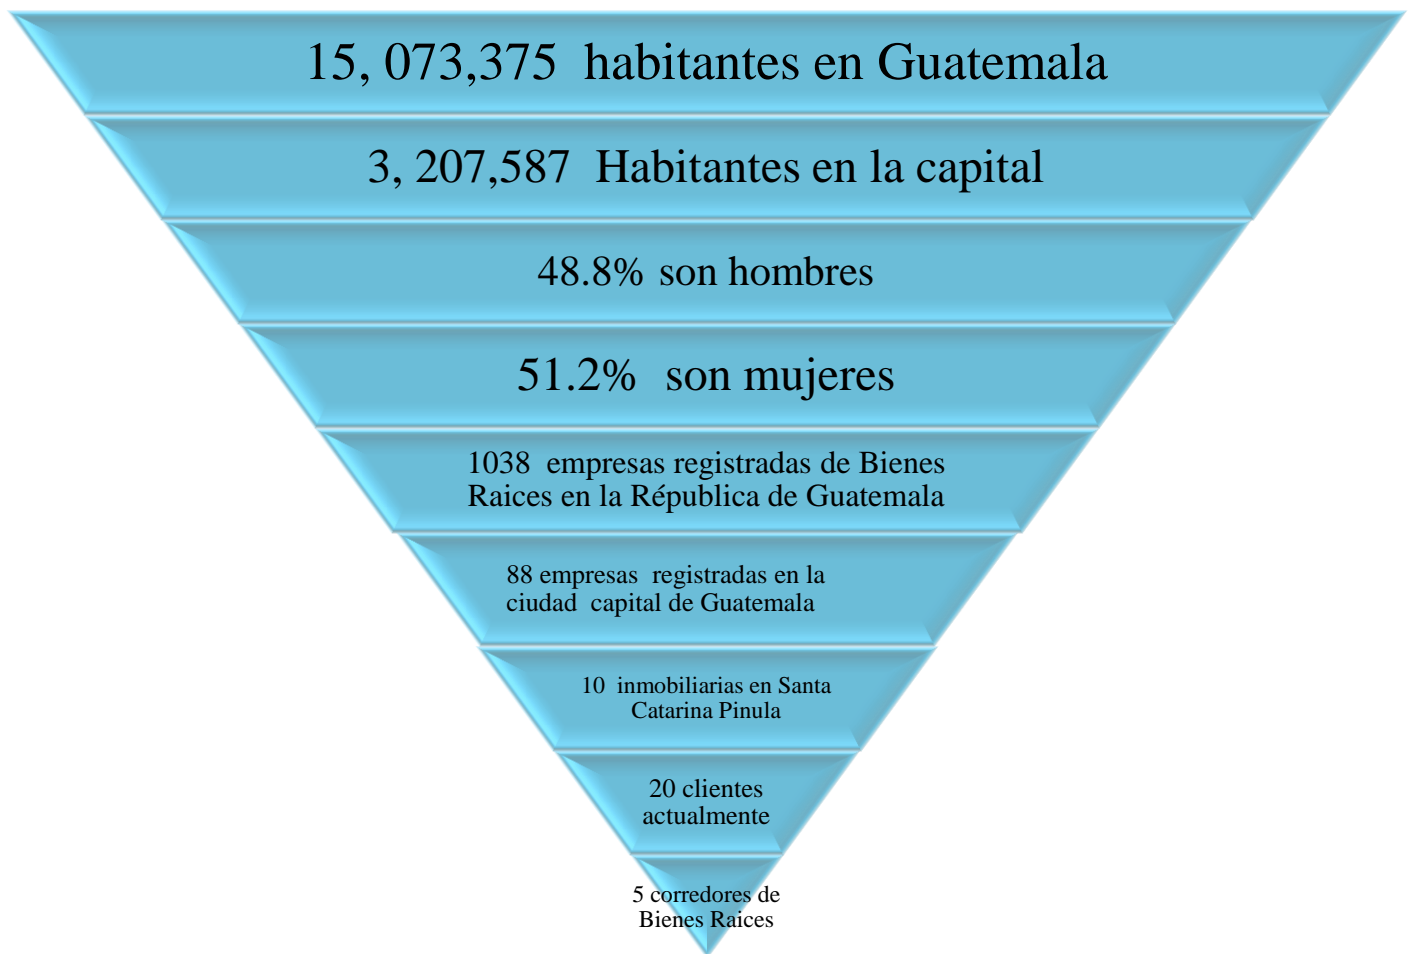 15, 073,375 habitantes en Guatemala
3, 207,587 Habitantes en la capital
48.8% son hombres
51.2% son mujeres
1038 empresas registradas de Bienes
Raices en la Républica de Guatemala
88 empresas registradas en la
ciudad capital de Guatemala
10 inmobiliarias en Santa
Catarina Pinula
20 clientes
actualmente
5 corredores de
Bienes Raices